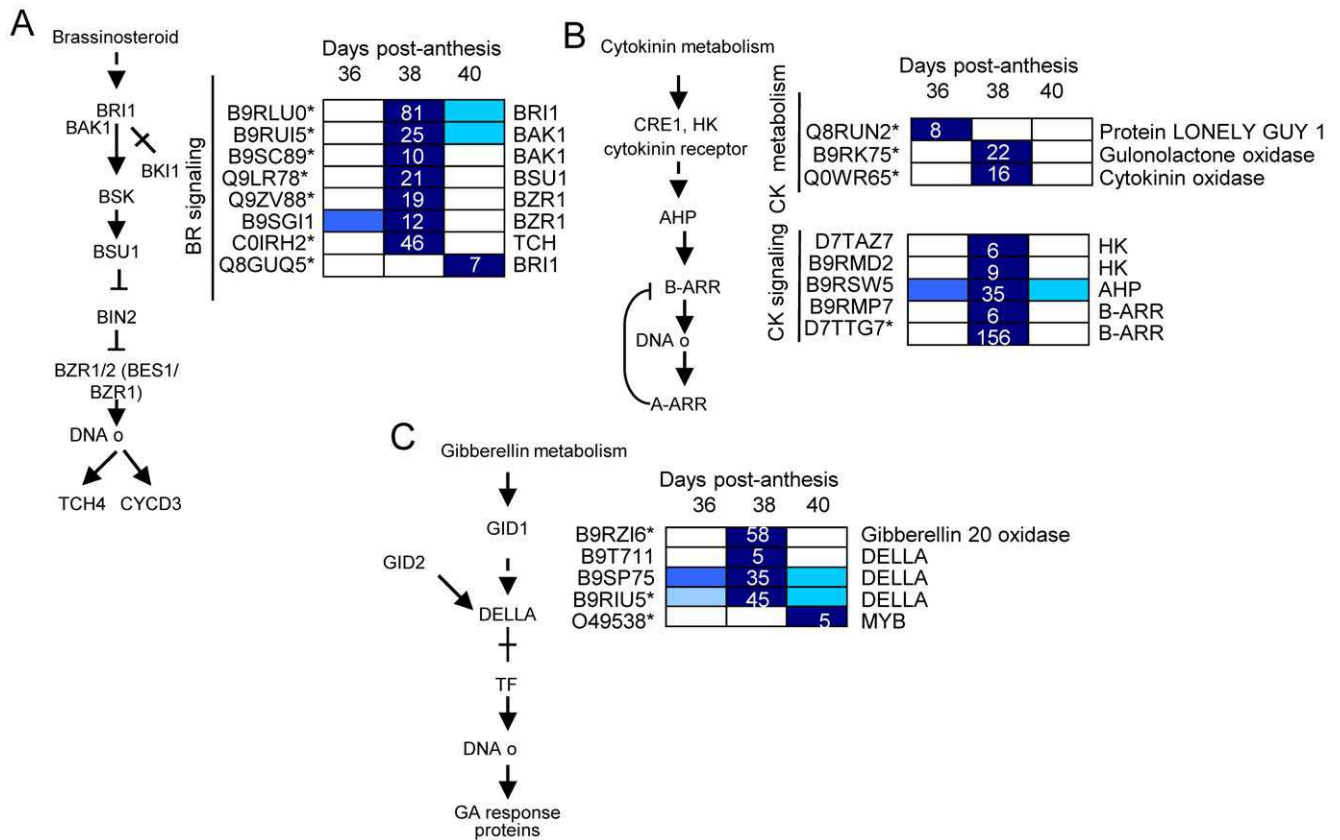 A
Brassinosteroid
BRI1
BAK1
BKI1
BSK
BSU1
BIN2
BZR1/2 (BES1/
BZR1)
DNA o
TCH4 CYCD3
Days post-anthesis
36 38 40
BR signaling
B9RLU0* 81 BRI1
B9RUI5* 25 BAK1
B9SC89* 10 BAK1
Q9LR78* 21 BSU1
Q9ZV88* 19 BZR1
B9SGI1 12 BZR1
C0IRH2* 46 TCH
Q8GUQ5* 7 BRI1
B
Cytokinin metabolism
CRE1, HK
cytokinin receptor
AHP
B-ARR
DNA o
A-ARR
Days post-anthesis
36 38 40
CK metabolism
Q8RUN2* 8 Protein LONELY GUY 1
B9RK75* 22 Gulonolactone oxidase
Q0WR65* 16 Cytokinin oxidase
CK signaling
D7TAZ7 6 HK
B9RMD2 9 HK
B9RSW5 35 AHP
B9RMP7 6 B-ARR
D7TTG7* 156 B-ARR
C
Gibberellin metabolism
GID1
GID2
DELLA
TF
DNA o
GA response
proteins
Days post-anthesis
36 38 40
B9RZI6* 58 Gibberellin 20 oxidase
B9T711 5 DELLA
B9SP75 35 DELLA
B9RIU5* 45 DELLA
O49538* 5 MYB